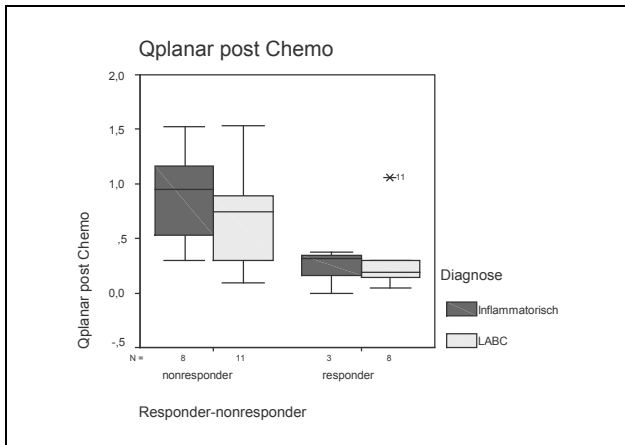 Qplanar post Chemo
2,0
1,5
1,0
,5
0,0
-,5
Qplanar post Chemo
11
N =
8
11
3
8
nonresponder
responder
Responder-nonresponder
Diagnose
Inflammatorisch
LABC